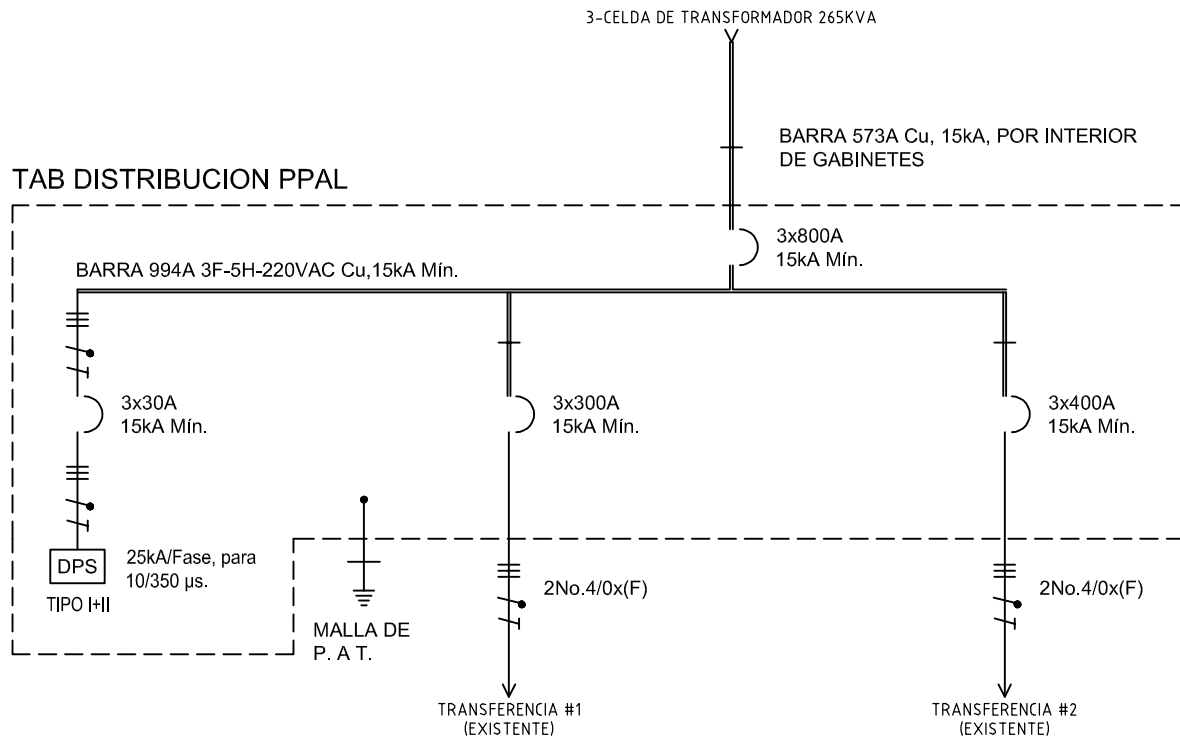 3-CELDA DE TRANSFORMADOR 265KVA
BARRA 573A Cu, 15kA, POR INTERIOR
DE GABINETES
TAB DISTRIBUCION PPAL
3x800A
15kA Mín.
BARRA 994A 3F-5H-220VAC Cu,15kA Mín.
3x30A
15kA Mín.
3x300A
15kA Mín.
3x400A
15kA Mín.
DPS
25kA/Fase, para
10/350 µs.
TIPO I+II
MALLA DE
P. A T.
2No.4/0x(F)
2No.4/0x(F)
TRANSFERENCIA #1
(EXISTENTE)
TRANSFERENCIA #2
(EXISTENTE)